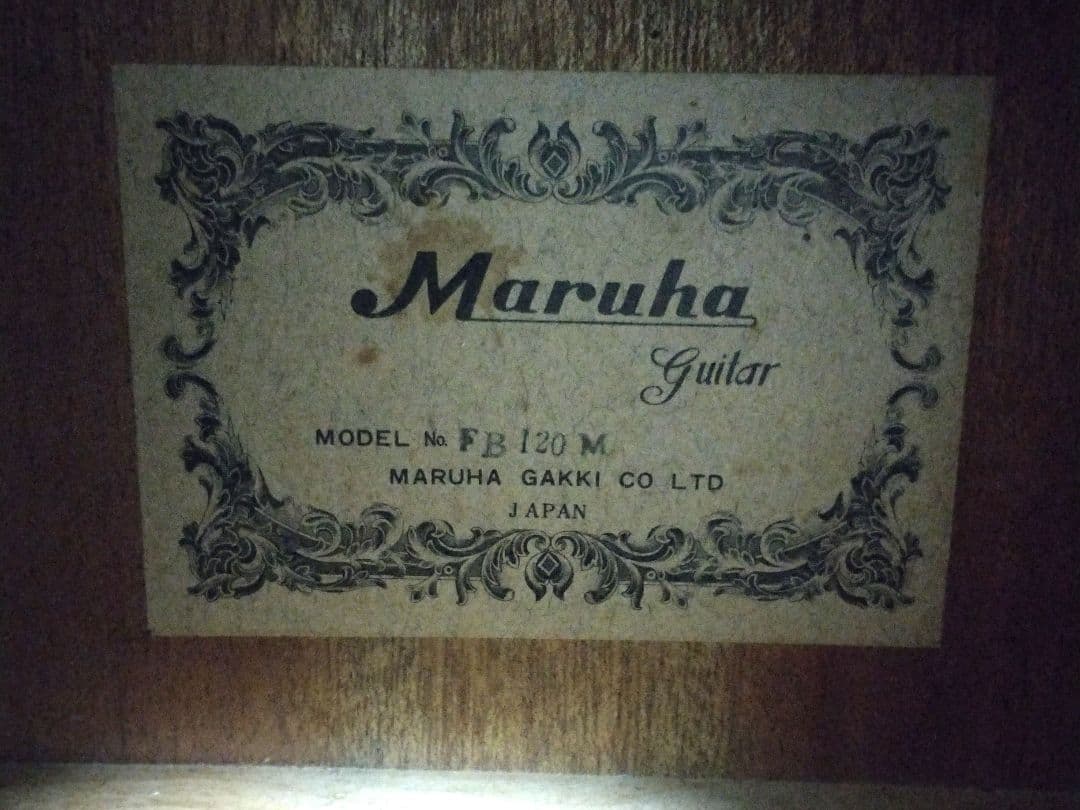 Maruha
Guitar
MODEL No. FB 120 M
MARUHA GAKKI CO LTD
JAPAN